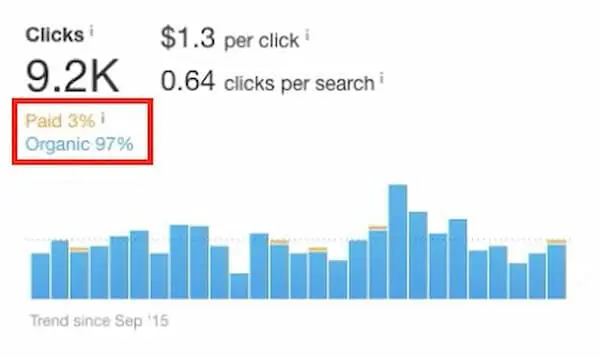 Clicks i
$1.3 per click i
9.2K
0.64 clicks per search i
Paid 3% i
Organic 97%
Trend since Sep '15